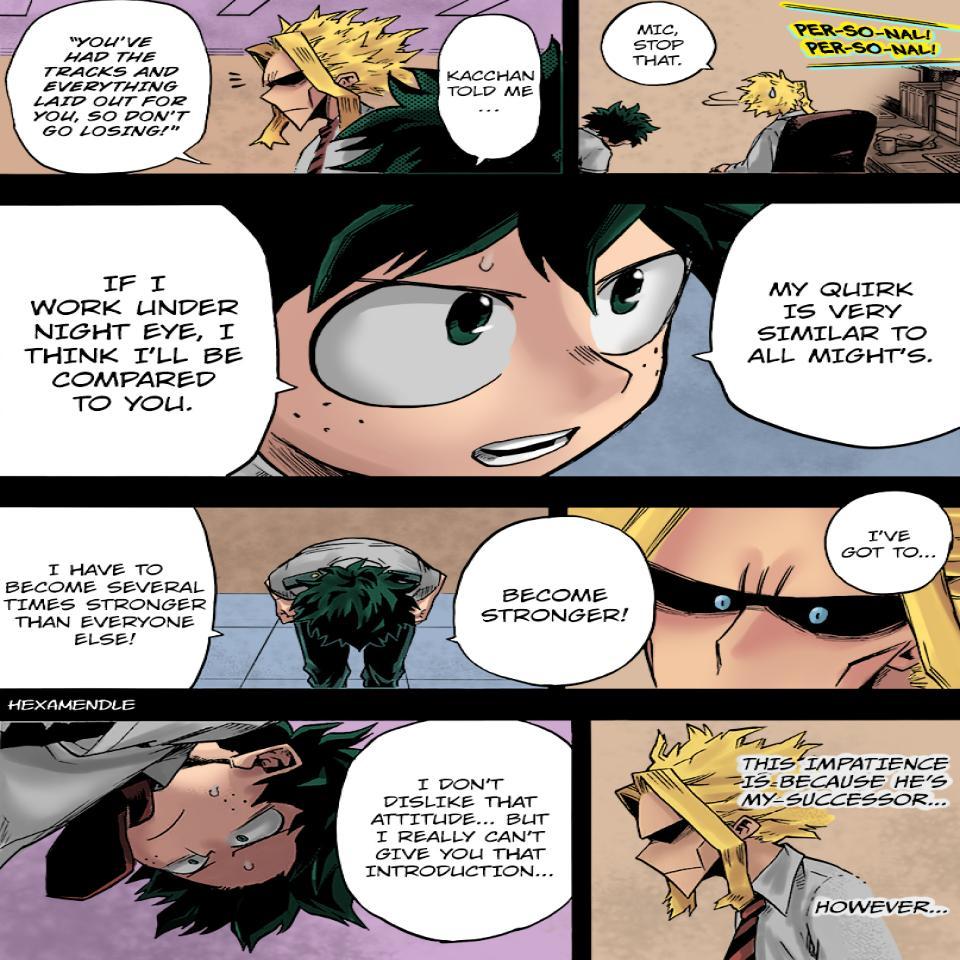 PER-SO-NAL!
PER-SO-NAL!
MIC,
STOP
THAT.
KACCHAN
TOLD ME
...
"YOU'VE
HAD THE
TRACKS AND
EVERYTHING
LAID OUT FOR
YOU, SO DON'T
GO LOSING!"
MY QUIRK
IS VERY
SIMILAR TO
ALL MIGHT'S.
IF I
WORK UNDER
NIGHT EYE, I
THINK I'LL BE
COMPARED
TO YOU.
I'VE
GOT TO...
BECOME
STRONGER!
I HAVE TO
BECOME SEVERAL
TIMES STRONGER
THAN EVERYONE
ELSE!
HEXAMENDLE
THIS IMPATIENCE
IS BECAUSE HE'S
MY SUCCESSOR...
HOWEVER...
I DON'T
DISLIKE THAT
ATTITUDE... BUT
I REALLY CAN'T
GIVE YOU THAT
INTRODUCTION...